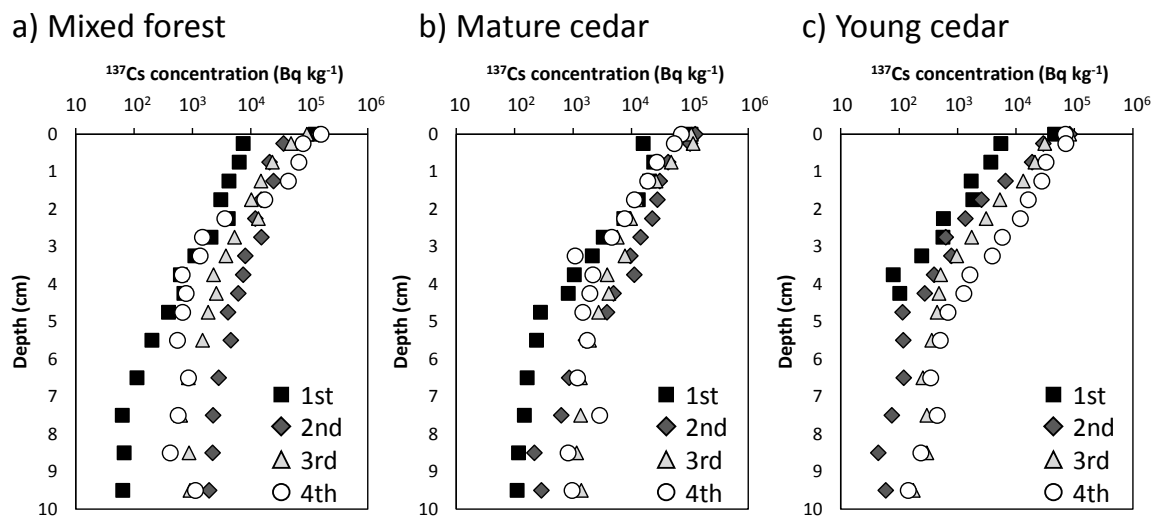 a) Mixed forest
¹³⁷Cs concentration (Bq kg⁻¹)
10 10² 10³ 10⁴ 10⁵ 10⁶
0
1
2
3
4
5
6
7
8
9
10
Depth (cm)
1st
2nd
3rd
4th
b) Mature cedar
¹³⁷Cs concentration (Bq kg⁻¹)
10 10² 10³ 10⁴ 10⁵ 10⁶
0
1
2
3
4
5
6
7
8
9
10
Depth (cm)
1st
2nd
3rd
4th
c) Young cedar
¹³⁷Cs concentration (Bq kg⁻¹)
10 10² 10³ 10⁴ 10⁵ 10⁶
0
1
2
3
4
5
6
7
8
9
10
Depth (cm)
1st
2nd
3rd
4th